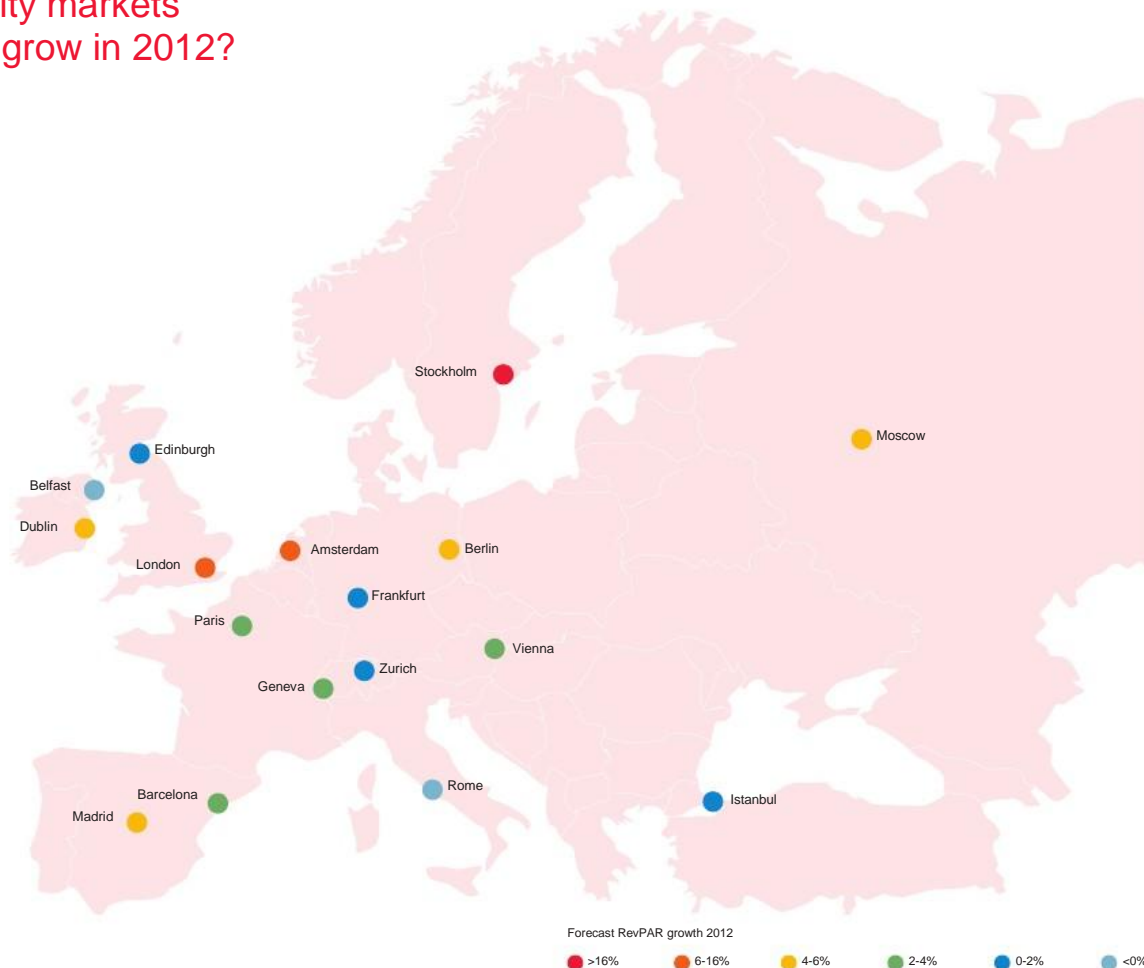 ity markets
grow in 2012?
Stockholm
Moscow
Edinburgh
Belfast
Dublin
London
Amsterdam
Berlin
Frankfurt
Paris
Vienna
Zurich
Geneva
Rome
Barcelona
Madrid
Istanbul
Forecast RevPAR growth 2012
>16% 6-16% 4-6% 2-4% 0-2% <0%